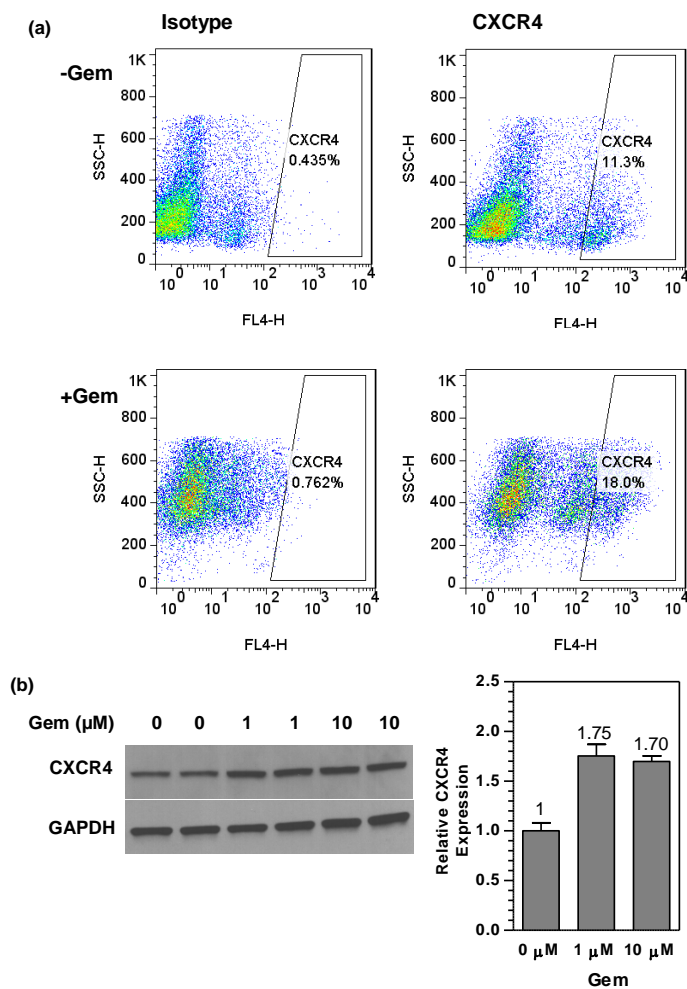 (a)
Isotype
CXCR4
-Gem
1K
800
600
400
200
0
SSC-H
CXCR4
0.435%
10^0 10^1 10^2 10^3 10^4
FL4-H
1K
800
600
400
200
0
SSC-H
CXCR4
11.3%
10^0 10^1 10^2 10^3 10^4
FL4-H
+Gem
1K
800
600
400
200
0
SSC-H
CXCR4
0.762%
10^0 10^1 10^2 10^3 10^4
FL4-H
1K
800
600
400
200
0
SSC-H
CXCR4
18.0%
10^0 10^1 10^2 10^3 10^4
FL4-H
(b)
Gem (µM) 0 0 1 1 10 10
CXCR4
GAPDH
2.5
2.0
1.5
1.0
0.5
0.0
Relative CXCR4
Expression
1
1.75
1.70
0 µM 1 µM 10 µM
Gem